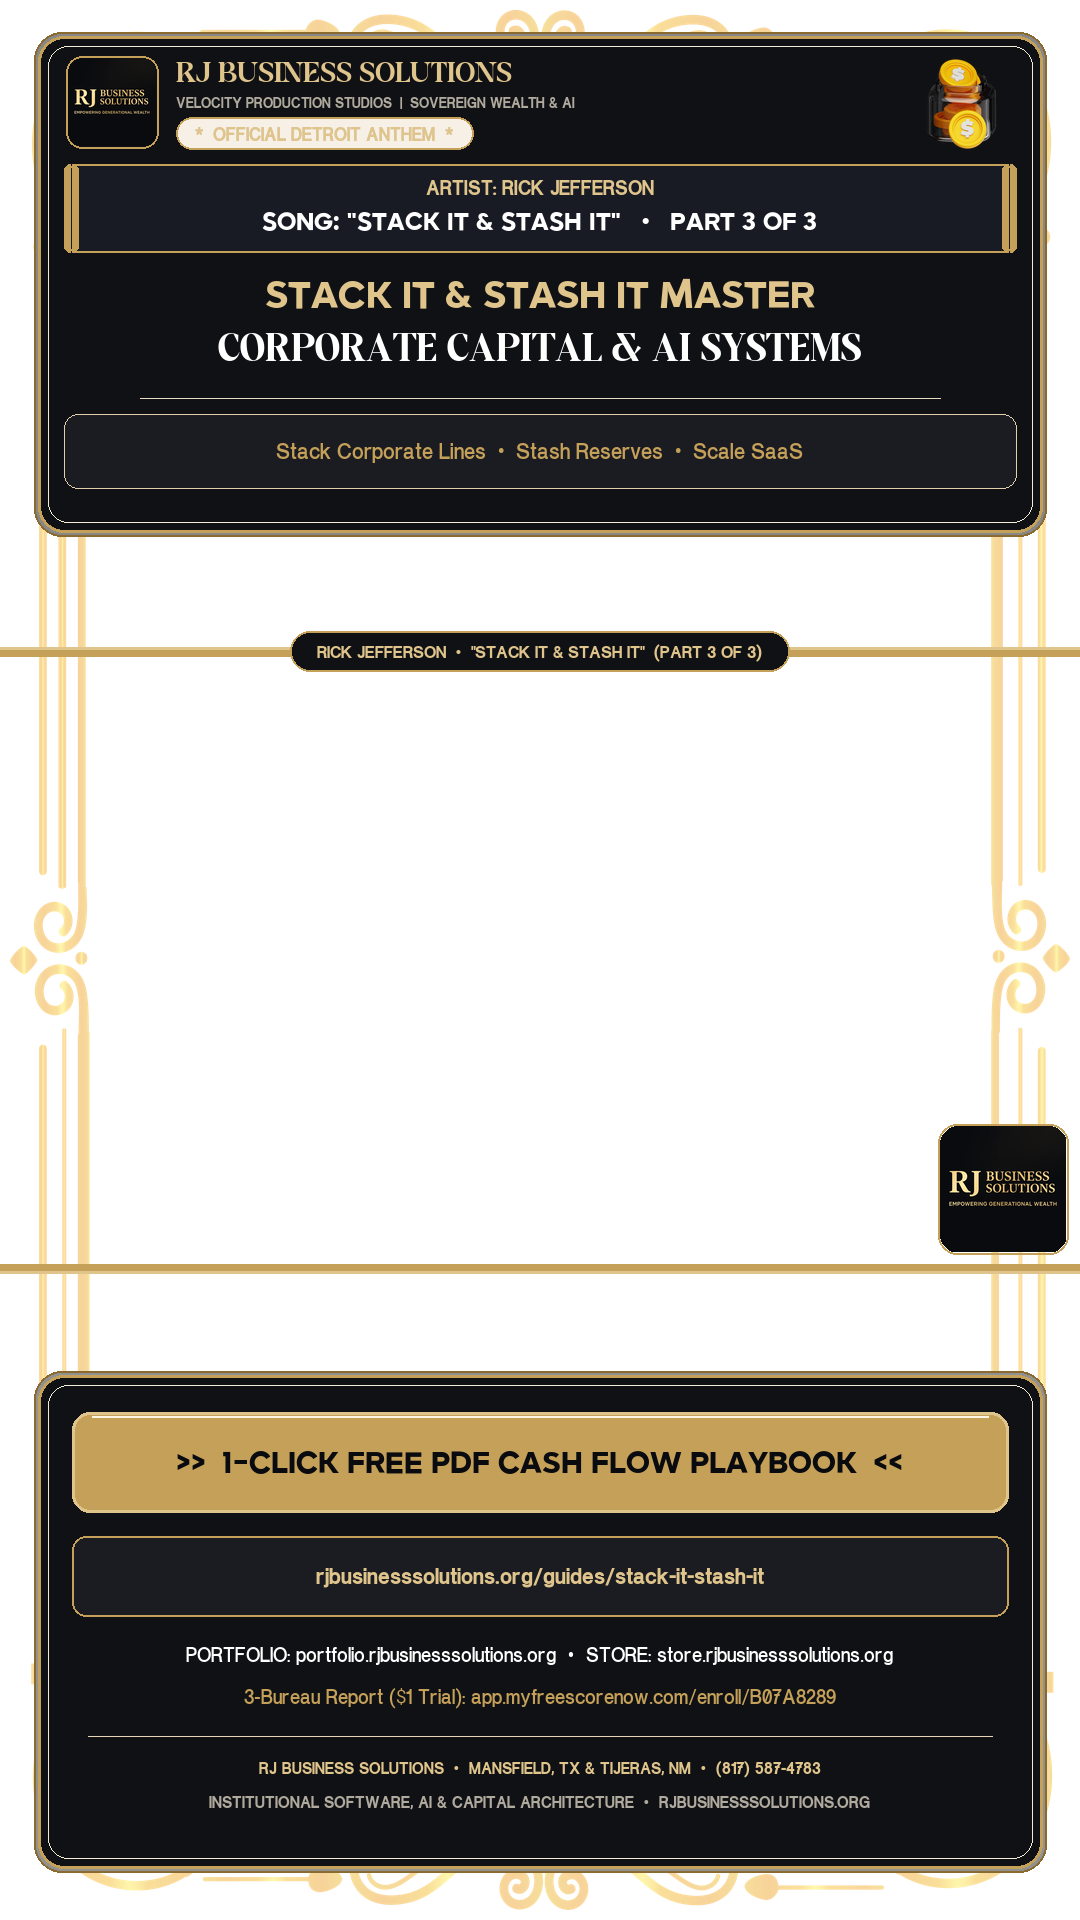 RJ BUSINESS SOLUTIONS
EMPOWERING GENERATIONAL WEALTH
RJ BUSINESS SOLUTIONS
VELOCITY PRODUCTION STUDIOS | SOVEREIGN WEALTH & AI
* OFFICIAL DETROIT ANTHEM *
ARTIST: RICK JEFFERSON
SONG: "STACK IT & STASH IT" • PART 3 OF 3
STACK IT & STASH IT MASTER
CORPORATE CAPITAL & AI SYSTEMS
Stack Corporate Lines • Stash Reserves • Scale SaaS
RICK JEFFERSON • "STACK IT & STASH IT" (PART 3 OF 3)
RJ BUSINESS SOLUTIONS
EMPOWERING GENERATIONAL WEALTH
>> 1-CLICK FREE PDF CASH FLOW PLAYBOOK <<
rjbusinesssolutions.org/guides/stack-it-stash-it
PORTFOLIO: portfolio.rjbusinesssolutions.org • STORE: store.rjbusinesssolutions.org
3-Bureau Report ($1 Trial): app.myfreescorenow.com/enroll/B07A8289
RJ BUSINESS SOLUTIONS • MANSFIELD, TX & TIJERAS, NM • (817) 587-4783
INSTITUTIONAL SOFTWARE, AI & CAPITAL ARCHITECTURE • RJBUSINESSSOLUTIONS.ORG